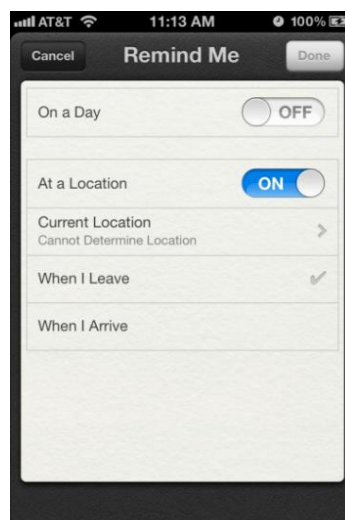 AT&T 11:13 AM 100%
Cancel Remind Me Done
On a Day OFF
At a Location ON
Current Location
Cannot Determine Location
When I Leave
When I Arrive